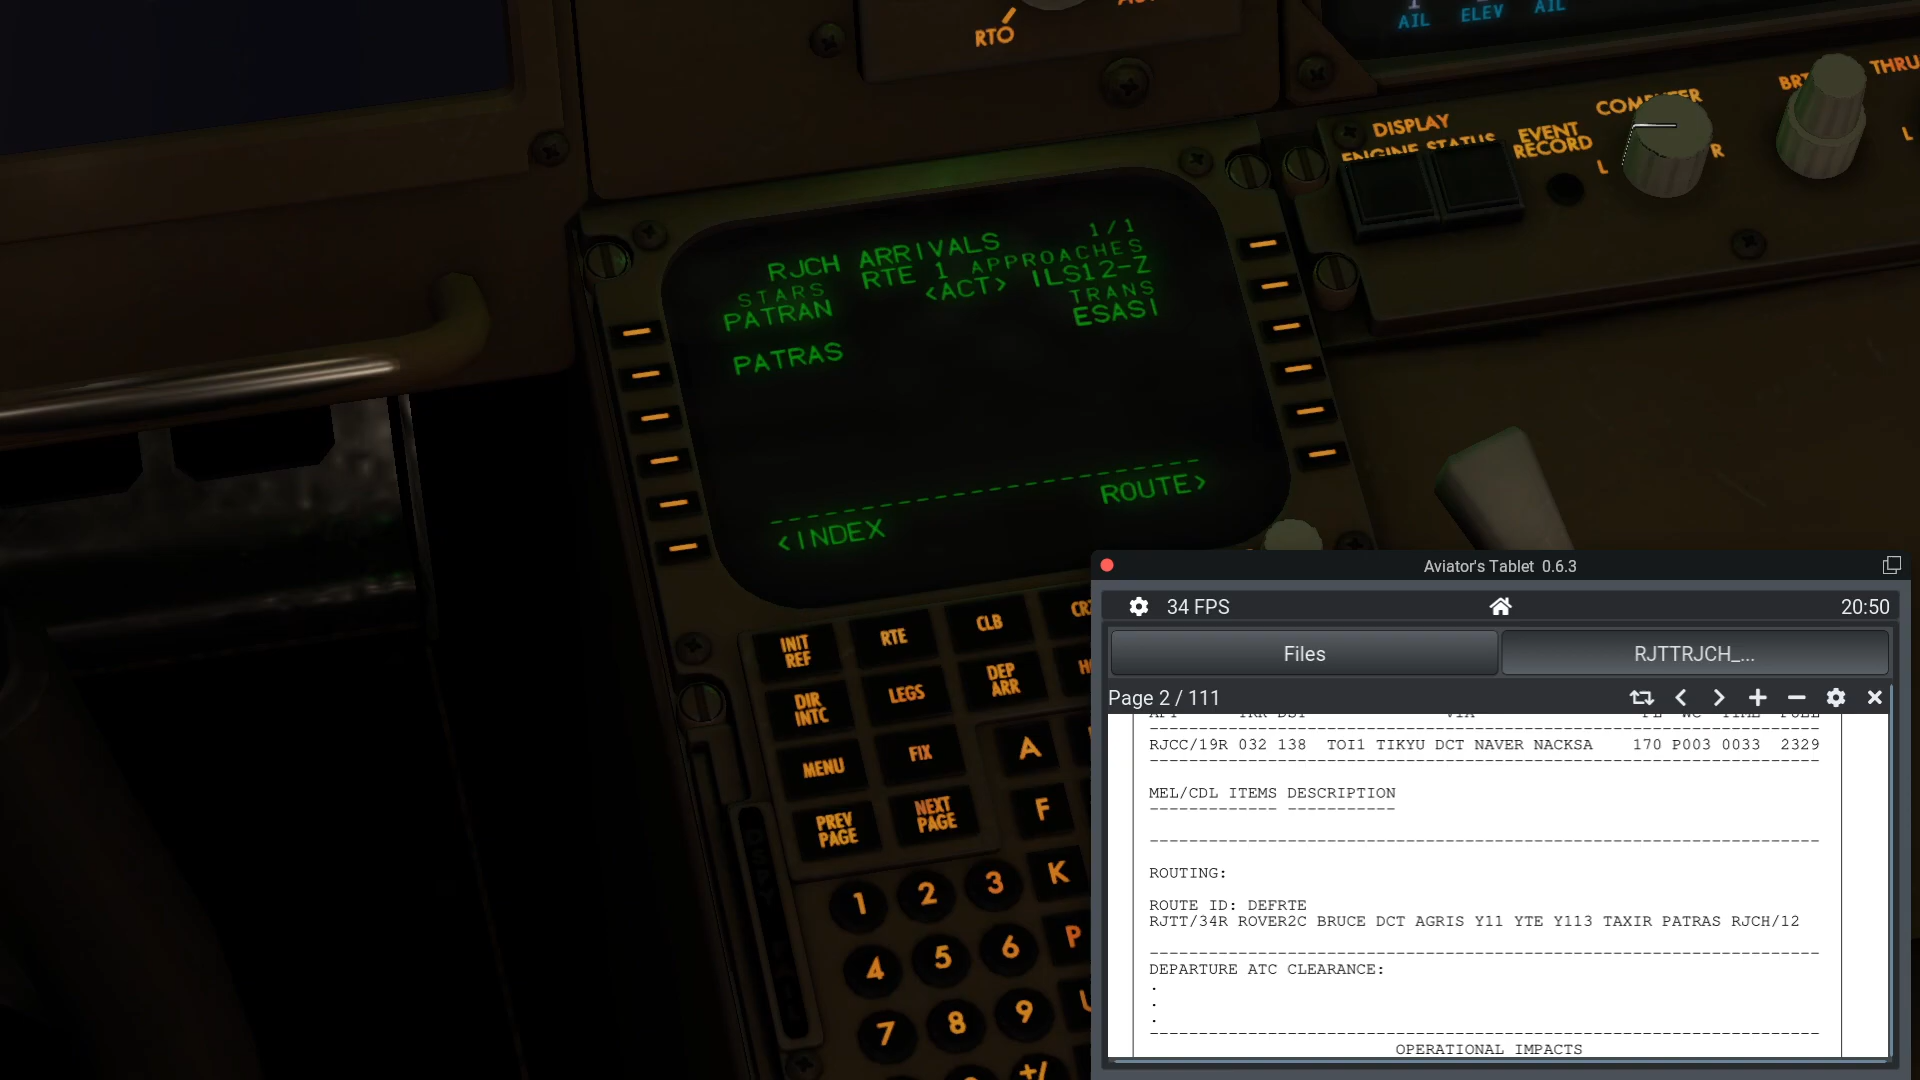 RTO
AIL ELEV AIL
DISPLAY
ENGINE STATUS
EVENT
RECORD
COMPUTER
L R
THRU
L
1/1
RJCH ARRIVALS
RTE 1 APPROACHES
STARS <ACT> ILS12-Z
PATRAN TRANS
ESASI
PATRAS
ROUTE>
<INDEX
INIT
REF
RTE
CLB
DEP
ARR
DIR
INTC
LEGS
MENU
FIX
PREV
PAGE
NEXT
PAGE
A
F
K
P
1 2 3
4 5 6
7 8 9
+/
Aviator's Tablet 0.6.3
34 FPS
20:50
Files
RJTTRJCH_...
Page 2 / 111
RJCC/19R 032 138 TOI1 TIKYU DCT NAVER NACKSA 170 P003 0033 2329
MEL/CDL ITEMS DESCRIPTION
ROUTING:
ROUTE ID: DEFRTE
RJTT/34R ROVER2C BRUCE DCT AGRIS Y11 YTE Y113 TAXIR PATRAS RJCH/12
DEPARTURE ATC CLEARANCE:
.
.
.
OPERATIONAL IMPACTS